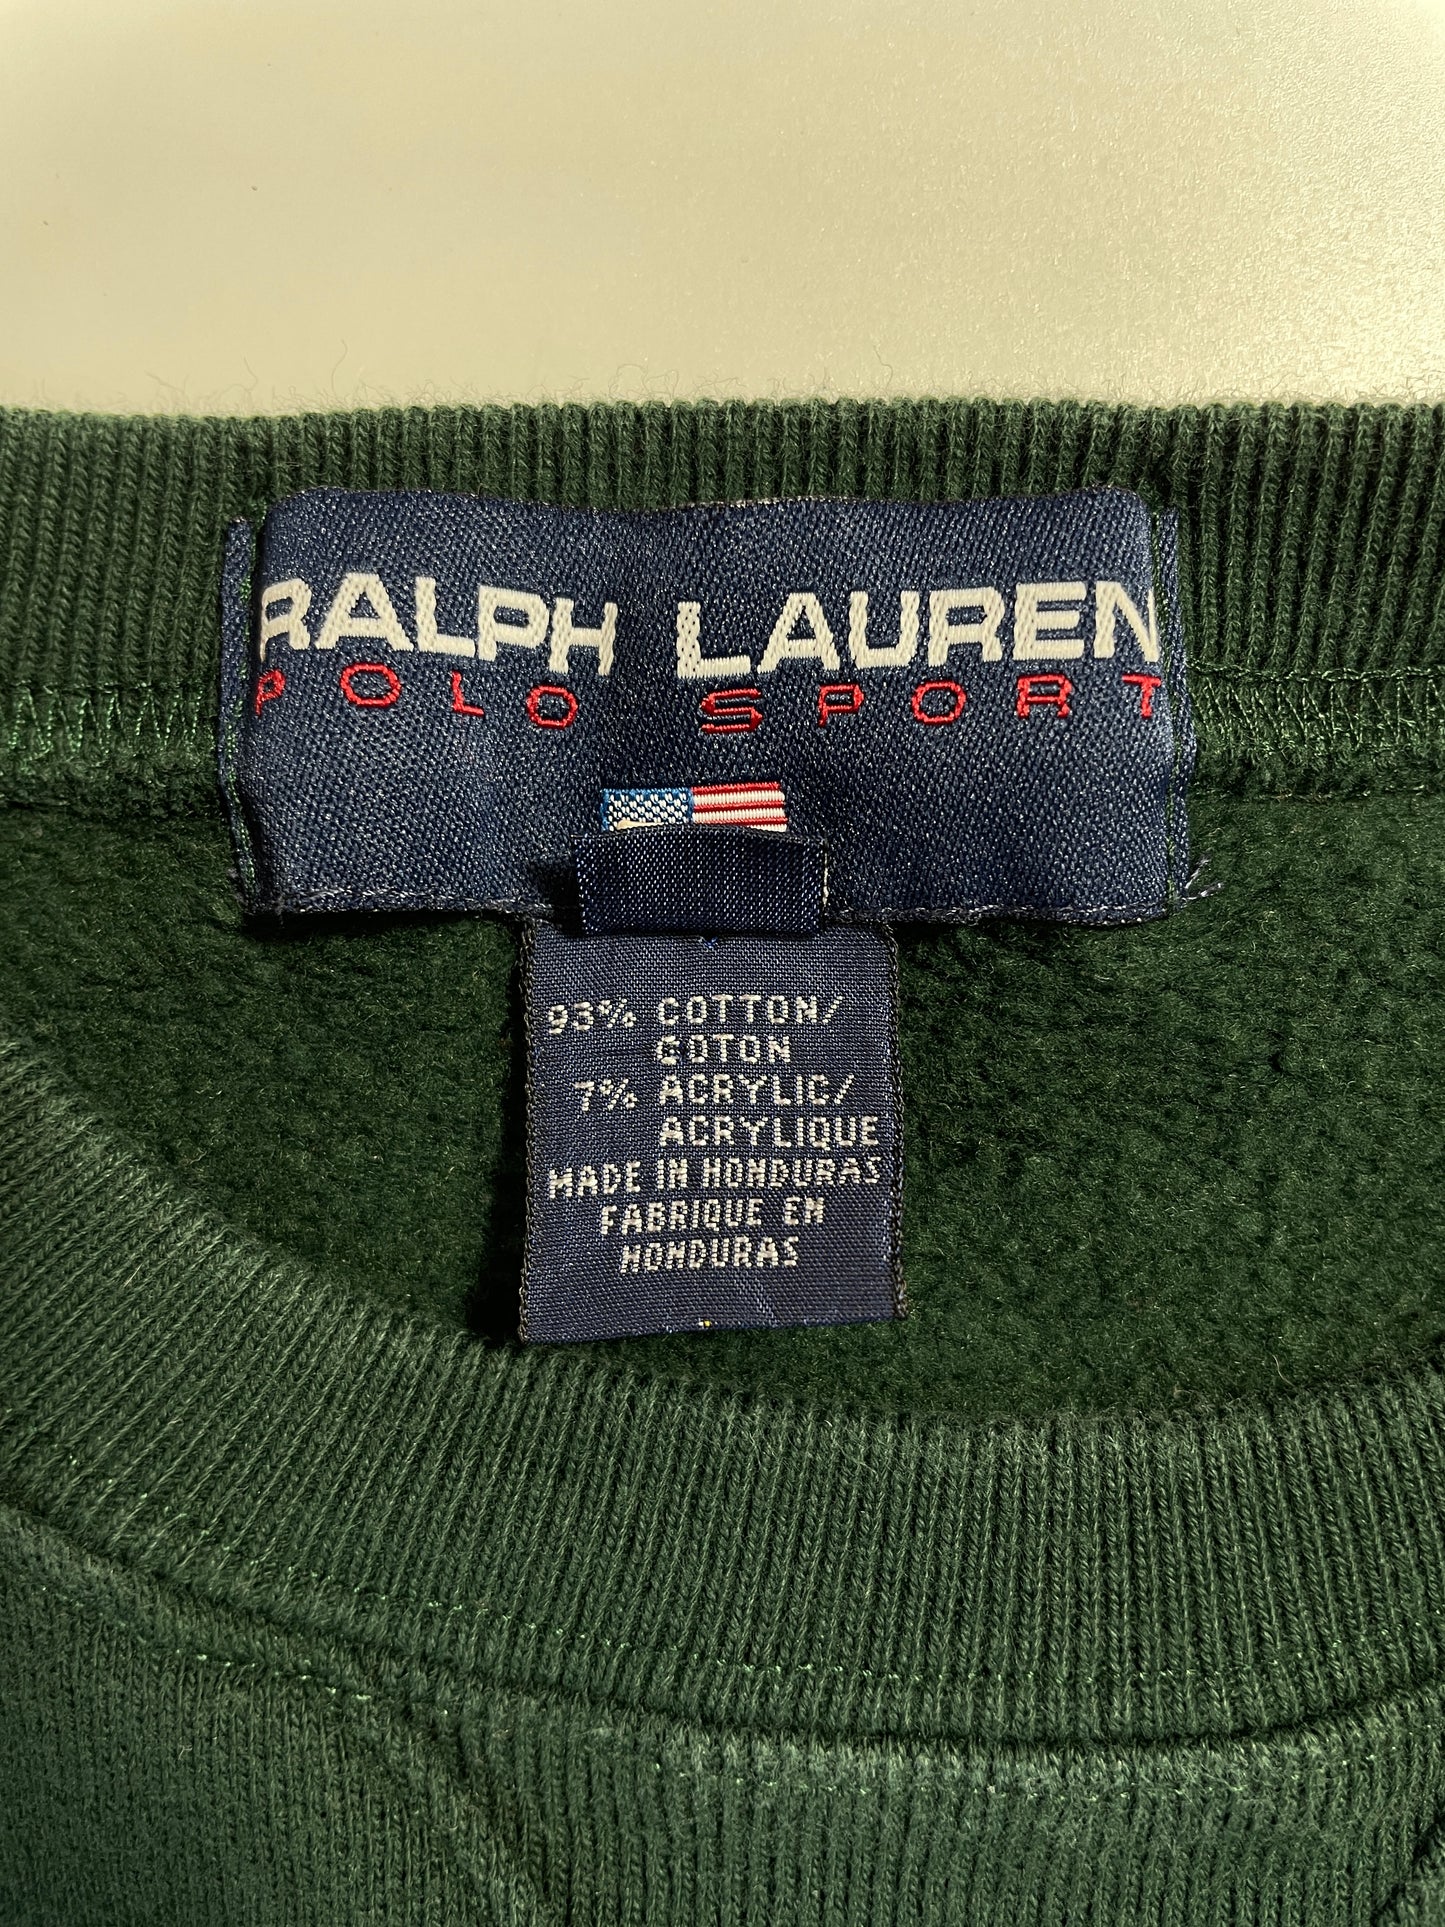 RALPH LAUREN
POLO SPORT
93% COTTON/
COTON
7% ACRYLIC/
ACRYLIQUE
MADE IN HONDURAS
FABRIQUE EN
HONDURAS